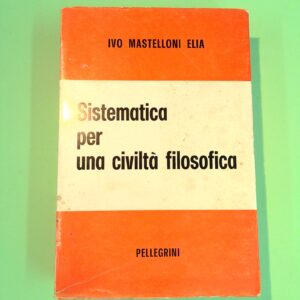 IVO MASTELLONI ELIA
Sistematica
per
una civiltà filosofica
PELLEGRINI